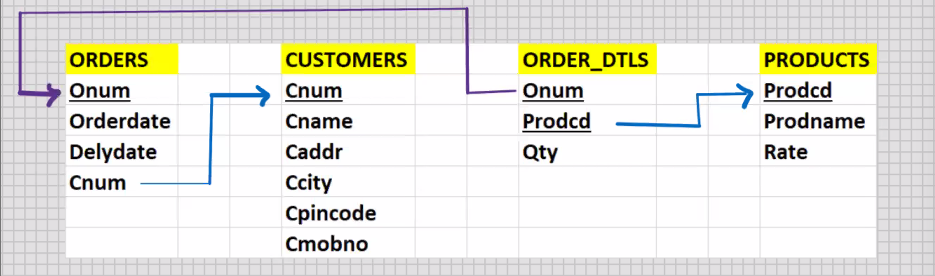 ORDERS CUSTOMERS ORDER_DTLS PRODUCTS
Onum Cnum Onum Prodcd
Orderdate Cname Prodcd Prodname
Delydate Caddr Qty Rate
Cnum Ccity
Cpincode
Cmobno